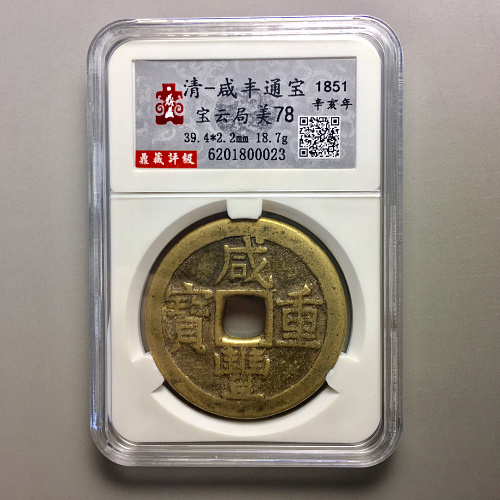 清-咸丰通宝
1851
宝云局 美78
辛亥年
39.4*2.2mm 18.7g
6201800023
鼎藏評級
咸
豐
重
寶